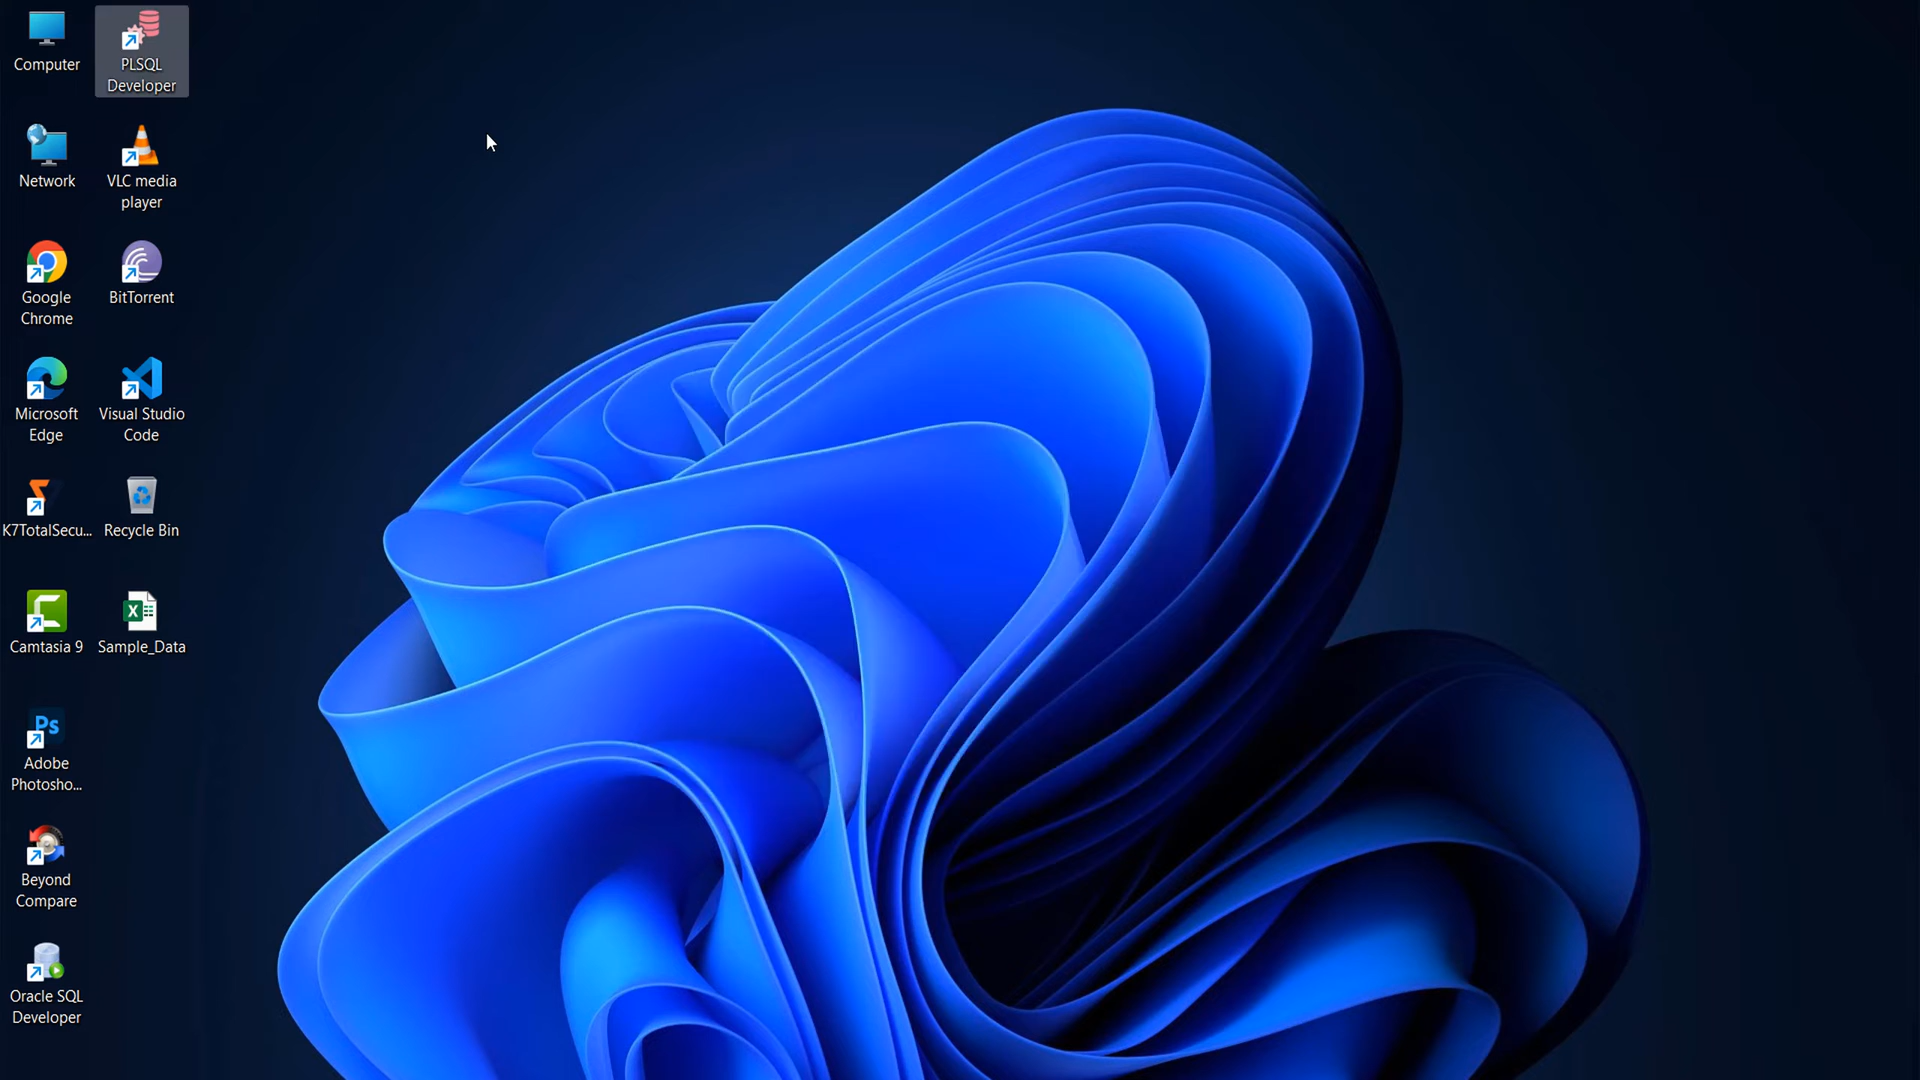 Computer
PLSQL
Developer
Network
VLC media
player
Google
Chrome
BitTorrent
Microsoft
Edge
Visual Studio
Code
K7TotalSecu...
Recycle Bin
Camtasia 9
Sample_Data
Ps
Adobe
Photosho...
Beyond
Compare
Oracle SQL
Developer